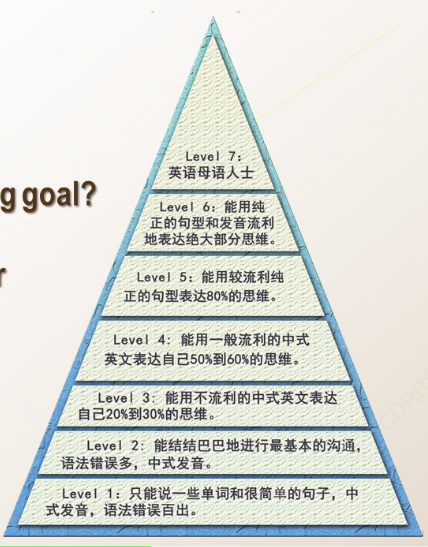 Level 7:
英语母语人士
g goal?
Level 6: 能用纯
正的句型和发音流利
地表达绝大部分思维。
r
Level 5: 能用较流利纯
正的句型表达80%的思维。
Level 4: 能用一般流利的中式
英文表达自己50%到60%的思维。
Level 3: 能用不流利的中式英文表达
自己20%到30%的思维。
Level 2: 能结结巴巴地进行最基本的沟通，
语法错误多，中式发音。
Level 1: 只能说一些单词和很简单的句子，中
式发音，语法错误百出。